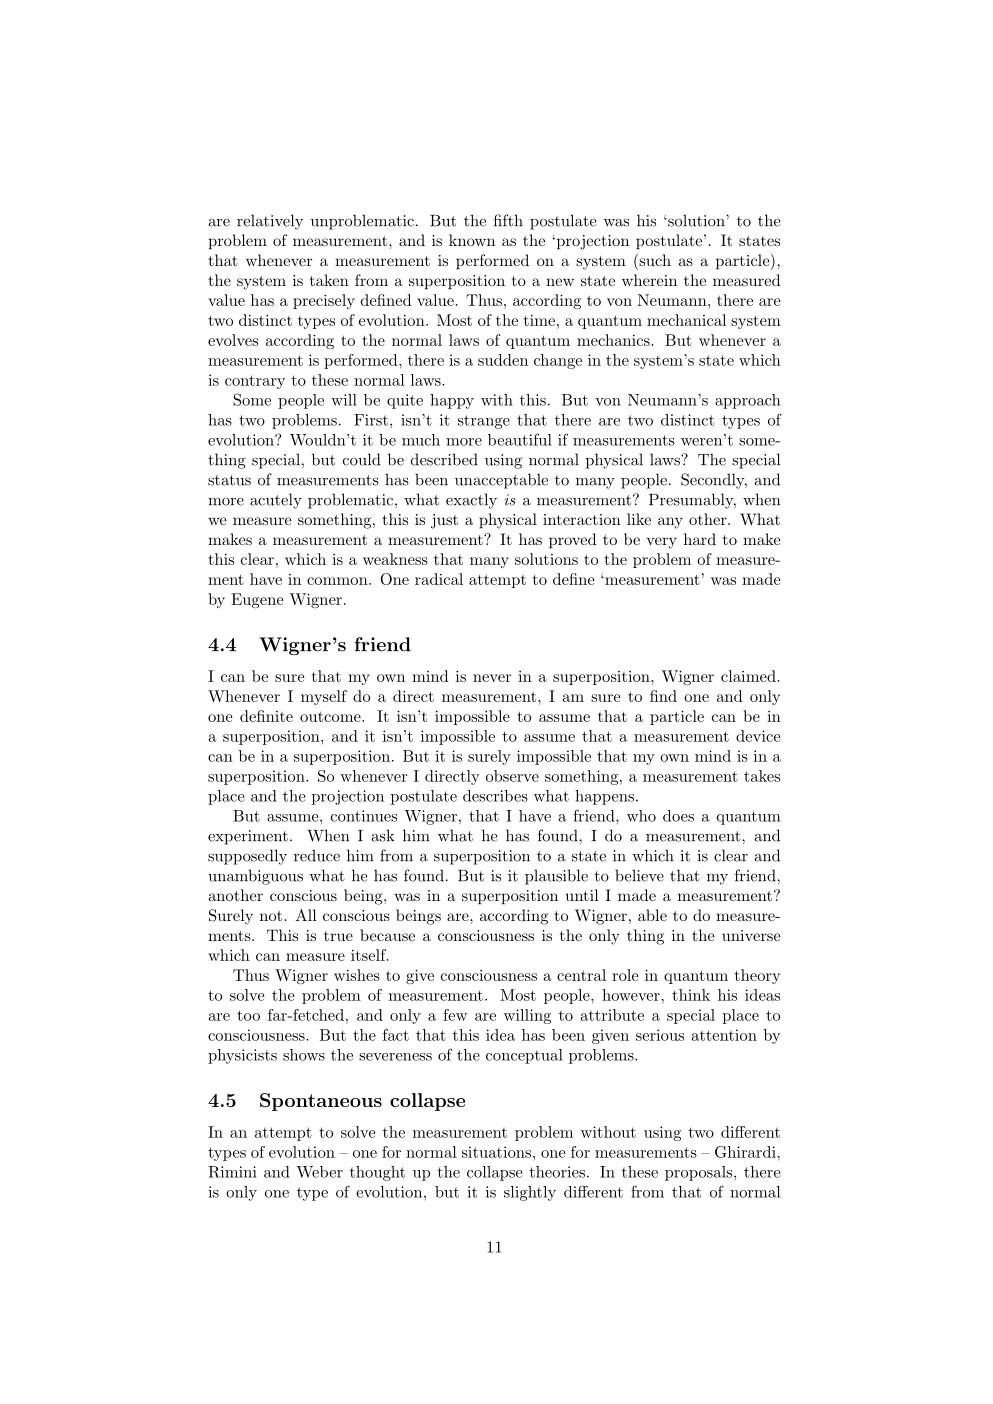 are relatively unproblematic. But the fifth postulate was his ‘solution’ to the
problem of measurement, and is known as the ‘projection postulate’. It states
that whenever a measurement is performed on a system (such as a particle),
the system is taken from a superposition to a new state wherein the measured
value has a precisely defined value. Thus, according to von Neumann, there are
two distinct types of evolution. Most of the time, a quantum mechanical system
evolves according to the normal laws of quantum mechanics. But whenever a
measurement is performed, there is a sudden change in the system’s state which
is contrary to these normal laws.
Some people will be quite happy with this. But von Neumann’s approach
has two problems. First, isn’t it strange that there are two distinct types of
evolution? Wouldn’t it be much more beautiful if measurements weren’t some-
thing special, but could be described using normal physical laws? The special
status of measurements has been unacceptable to many people. Secondly, and
more acutely problematic, what exactly is a measurement? Presumably, when
we measure something, this is just a physical interaction like any other. What
makes a measurement a measurement? It has proved to be very hard to make
this clear, which is a weakness that many solutions to the problem of measure-
ment have in common. One radical attempt to define ‘measurement’ was made
by Eugene Wigner.
4.4 Wigner’s friend
I can be sure that my own mind is never in a superposition, Wigner claimed.
Whenever I myself do a direct measurement, I am sure to find one and only
one definite outcome. It isn’t impossible to assume that a particle can be in
a superposition, and it isn’t impossible to assume that a measurement device
can be in a superposition. But it is surely impossible that my own mind is in a
superposition. So whenever I directly observe something, a measurement takes
place and the projection postulate describes what happens.
But assume, continues Wigner, that I have a friend, who does a quantum
experiment. When I ask him what he has found, I do a measurement, and
supposedly reduce him from a superposition to a state in which it is clear and
unambiguous what he has found. But is it plausible to believe that my friend,
another conscious being, was in a superposition until I made a measurement?
Surely not. All conscious beings are, according to Wigner, able to do measure-
ments. This is true because a consciousness is the only thing in the universe
which can measure itself.
Thus Wigner wishes to give consciousness a central role in quantum theory
to solve the problem of measurement. Most people, however, think his ideas
are too far-fetched, and only a few are willing to attribute a special place to
consciousness. But the fact that this idea has been given serious attention by
physicists shows the severeness of the conceptual problems.
4.5 Spontaneous collapse
In an attempt to solve the measurement problem without using two different
types of evolution – one for normal situations, one for measurements – Ghirardi,
Rimini and Weber thought up the collapse theories. In these proposals, there
is only one type of evolution, but it is slightly different from that of normal
11